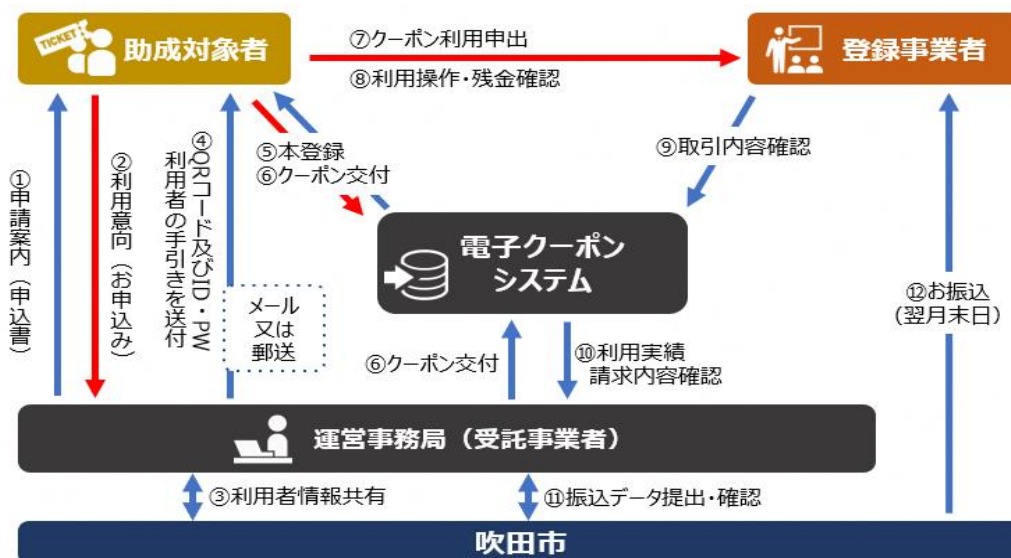 TICKET
助成対象者
⑦クーポン利用申出
⑧利用操作・残金確認
登録事業者
①申請案内（申込書）
②利用意向（お申込み）
④QRコード及びID・PW
利用者の手引きを送付
⑤本登録
⑥クーポン交付
⑨取引内容確認
電子クーポン
システム
メール
又は
郵送
⑥クーポン交付
⑩利用実績
請求内容確認
⑫お振込
(翌月末日)
運営事務局（受託事業者）
③利用者情報共有
⑪振込データ提出・確認
吹田市